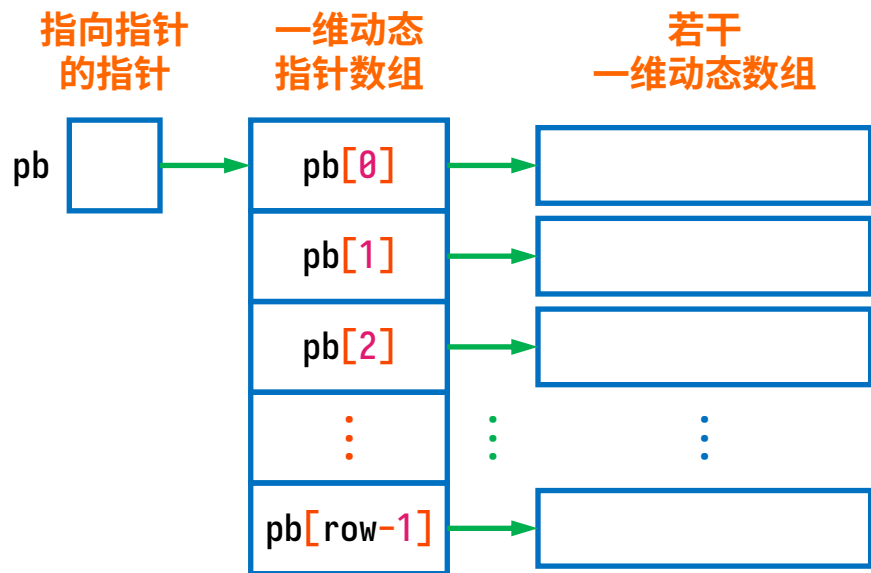 指向指针
的指针
一维动态
指针数组
若干
一维动态数组
pb
pb[0]
pb[1]
pb[2]
pb[row-1]